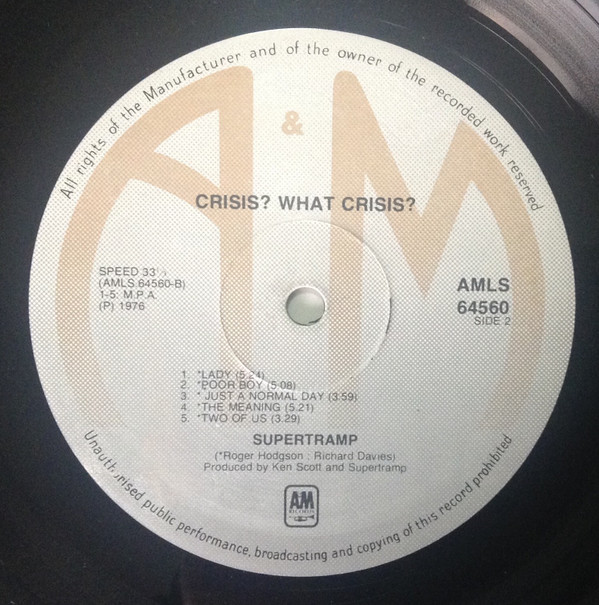 All rights of the Manufacturer and of the owner of the recorded work reserved
A & M
CRISIS? WHAT CRISIS?
SPEED 33⅓
(AMLS.64560-B)
1-5: M.P.A.
(P) 1976
AMLS
64560
SIDE 2
1. *LADY (5.24)
2. *POOR BOY (5.08)
3. * JUST A NORMAL DAY (3:59)
4. *THE MEANING (5.21)
5. *TWO OF US (3.29)
SUPERTRAMP
(*Roger Hodgson : Richard Davies)
Produced by Ken Scott and Supertramp
AM
RECORDS
Unauthorised public performance, broadcasting and copying of this record prohibited